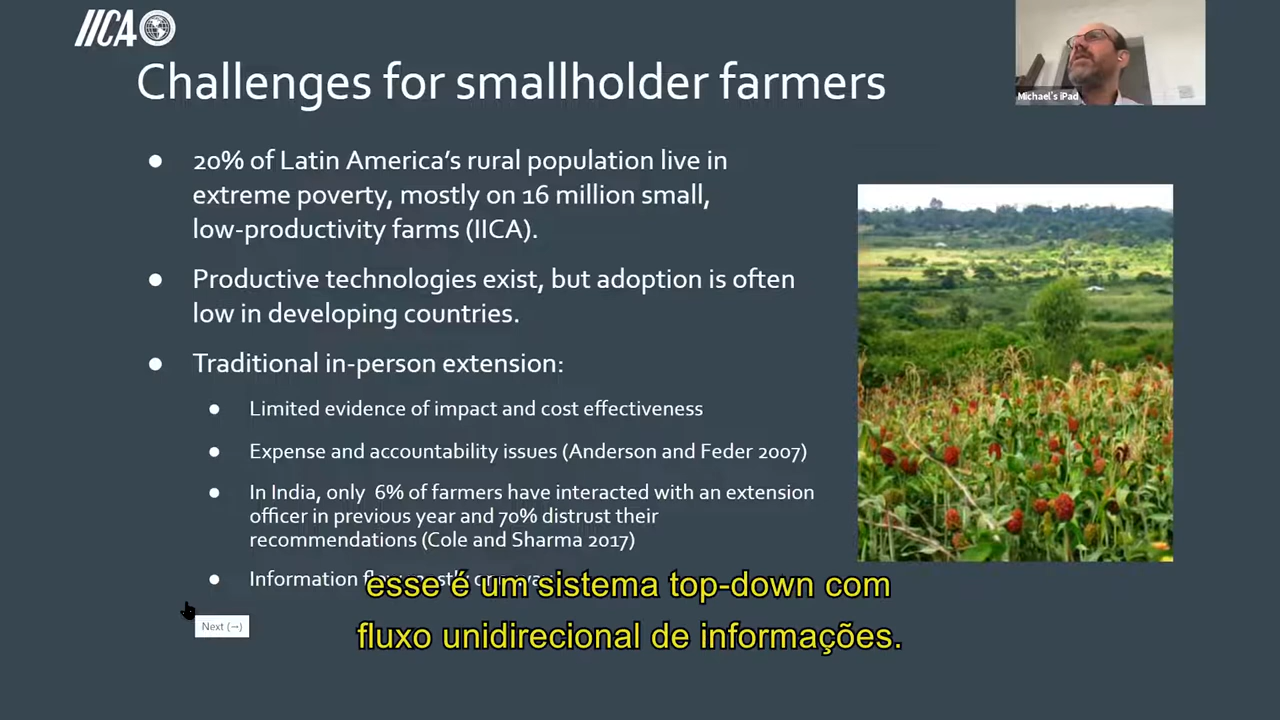 IICA
Challenges for smallholder farmers
Michael's iPad
● 20% of Latin America's rural population live in
extreme poverty, mostly on 16 million small,
low-productivity farms (IICA).
● Productive technologies exist, but adoption is often
low in developing countries.
● Traditional in-person extension:
● Limited evidence of impact and cost effectiveness
● Expense and accountability issues (Anderson and Feder 2007)
● In India, only 6% of farmers have interacted with an extension
officer in previous year and 70% distrust their
recommendations (Cole and Sharma 2017)
● Information
esse é um sistema top-down com
fluxo unidirecional de informações.
Next (→)